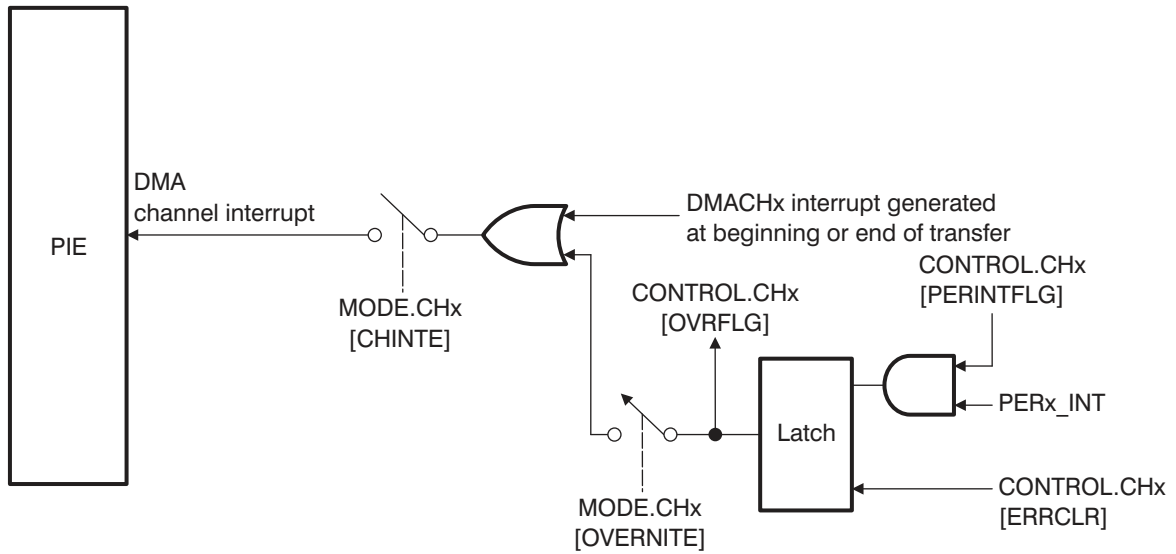 PIE
DMA
channel interrupt
MODE.CHx
[CHINTE]
DMACHx interrupt generated
at beginning or end of transfer
CONTROL.CHx
[OVRFLG]
CONTROL.CHx
[PERINTFLG]
PERx_INT
Latch
CONTROL.CHx
[ERRCLR]
MODE.CHx
[OVERNITE]